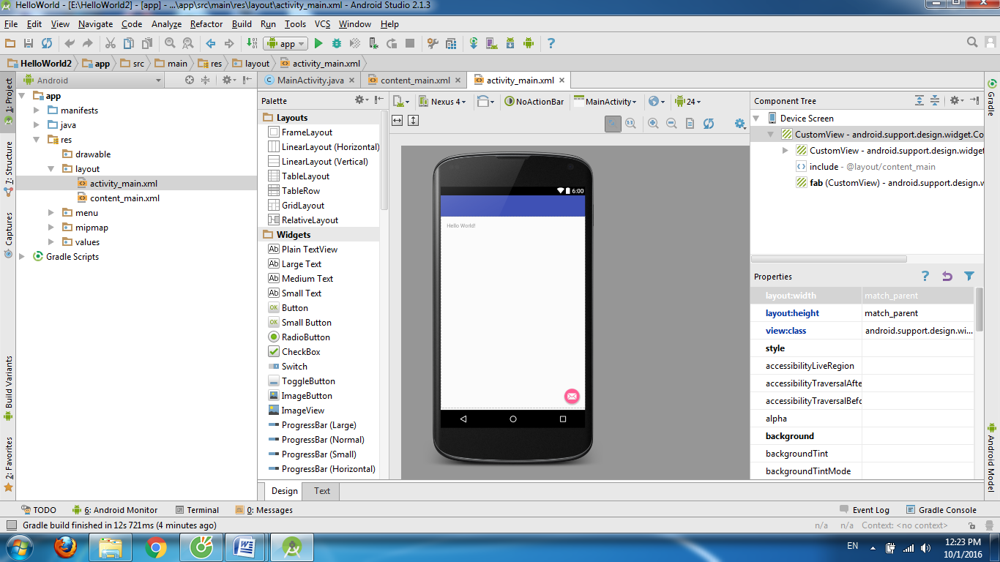 HelloWorld - [E:\HelloWorld2] - [app] - ...\app\src\main\res\layout\activity_main.xml - Android Studio 2.1.3
File Edit View Navigate Code Analyze Refactor Build Run Tools VCS Window Help
app
HelloWorld2 app src main res layout activity_main.xml
1: Project
7: Structure
Captures
Build Variants
2: Favorites
Android
app
manifests
java
res
drawable
layout
activity_main.xml
content_main.xml
menu
mipmap
values
Gradle Scripts
MainActivity.java content_main.xml activity_main.xml
Palette
Layouts
FrameLayout
LinearLayout (Horizontal)
LinearLayout (Vertical)
TableLayout
TableRow
GridLayout
RelativeLayout
Widgets
Plain TextView
Large Text
Medium Text
Small Text
Button
Small Button
RadioButton
CheckBox
Switch
ToggleButton
ImageButton
ImageView
ProgressBar (Large)
ProgressBar (Normal)
ProgressBar (Small)
ProgressBar (Horizontal)
Nexus 4 NoActionBar MainActivity 24
6:00
Hello World!
Design Text
Component Tree
Device Screen
CustomView - android.support.design.widget.Co
CustomView - android.support.design.widget
include - @layout/content_main
fab (CustomView) - android.support.design.w
Properties
layout:width match_parent
layout:height match_parent
view:class android.support.design.wi...
style
accessibilityLiveRegion
accessibilityTraversalAfte
accessibilityTraversalBefo
alpha
background
backgroundTint
backgroundTintMode
Gradle
Android Model
TODO 6: Android Monitor Terminal 0: Messages Event Log Gradle Console
Gradle build finished in 12s 721ms (4 minutes ago) n/a n/a Context: <no context>
EN 12:23 PM
10/1/2016